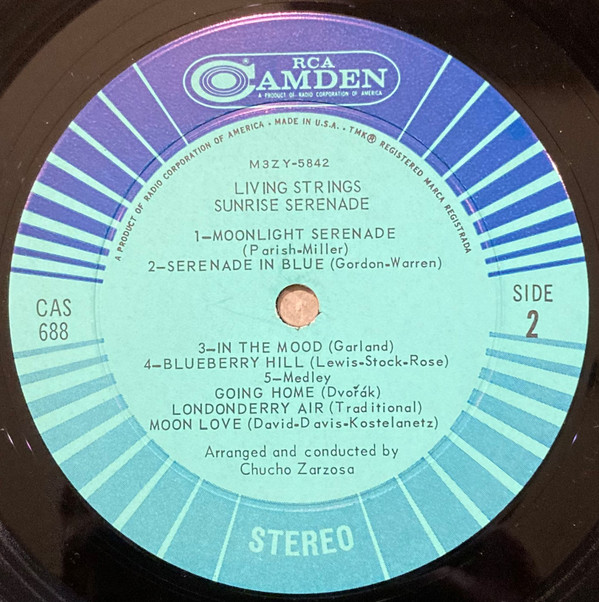 RCA
CAMDEN
A PRODUCT OF RADIO CORPORATION OF AMERICA
A PRODUCT OF RADIO CORPORATION OF AMERICA • MADE IN U.S.A. • TMK® REGISTERED MARCA REGISTRADA
M3ZY-5842
LIVING STRINGS
SUNRISE SERENADE
1—MOONLIGHT SERENADE
(Parish-Miller)
2—SERENADE IN BLUE (Gordon-Warren)
CAS
688
SIDE
2
3—IN THE MOOD (Garland)
4—BLUEBERRY HILL (Lewis-Stock-Rose)
5—Medley
GOING HOME (Dvořák)
LONDONDERRY AIR (Traditional)
MOON LOVE (David-Davis-Kostelanetz)
Arranged and conducted by
Chucho Zarzosa
STEREO